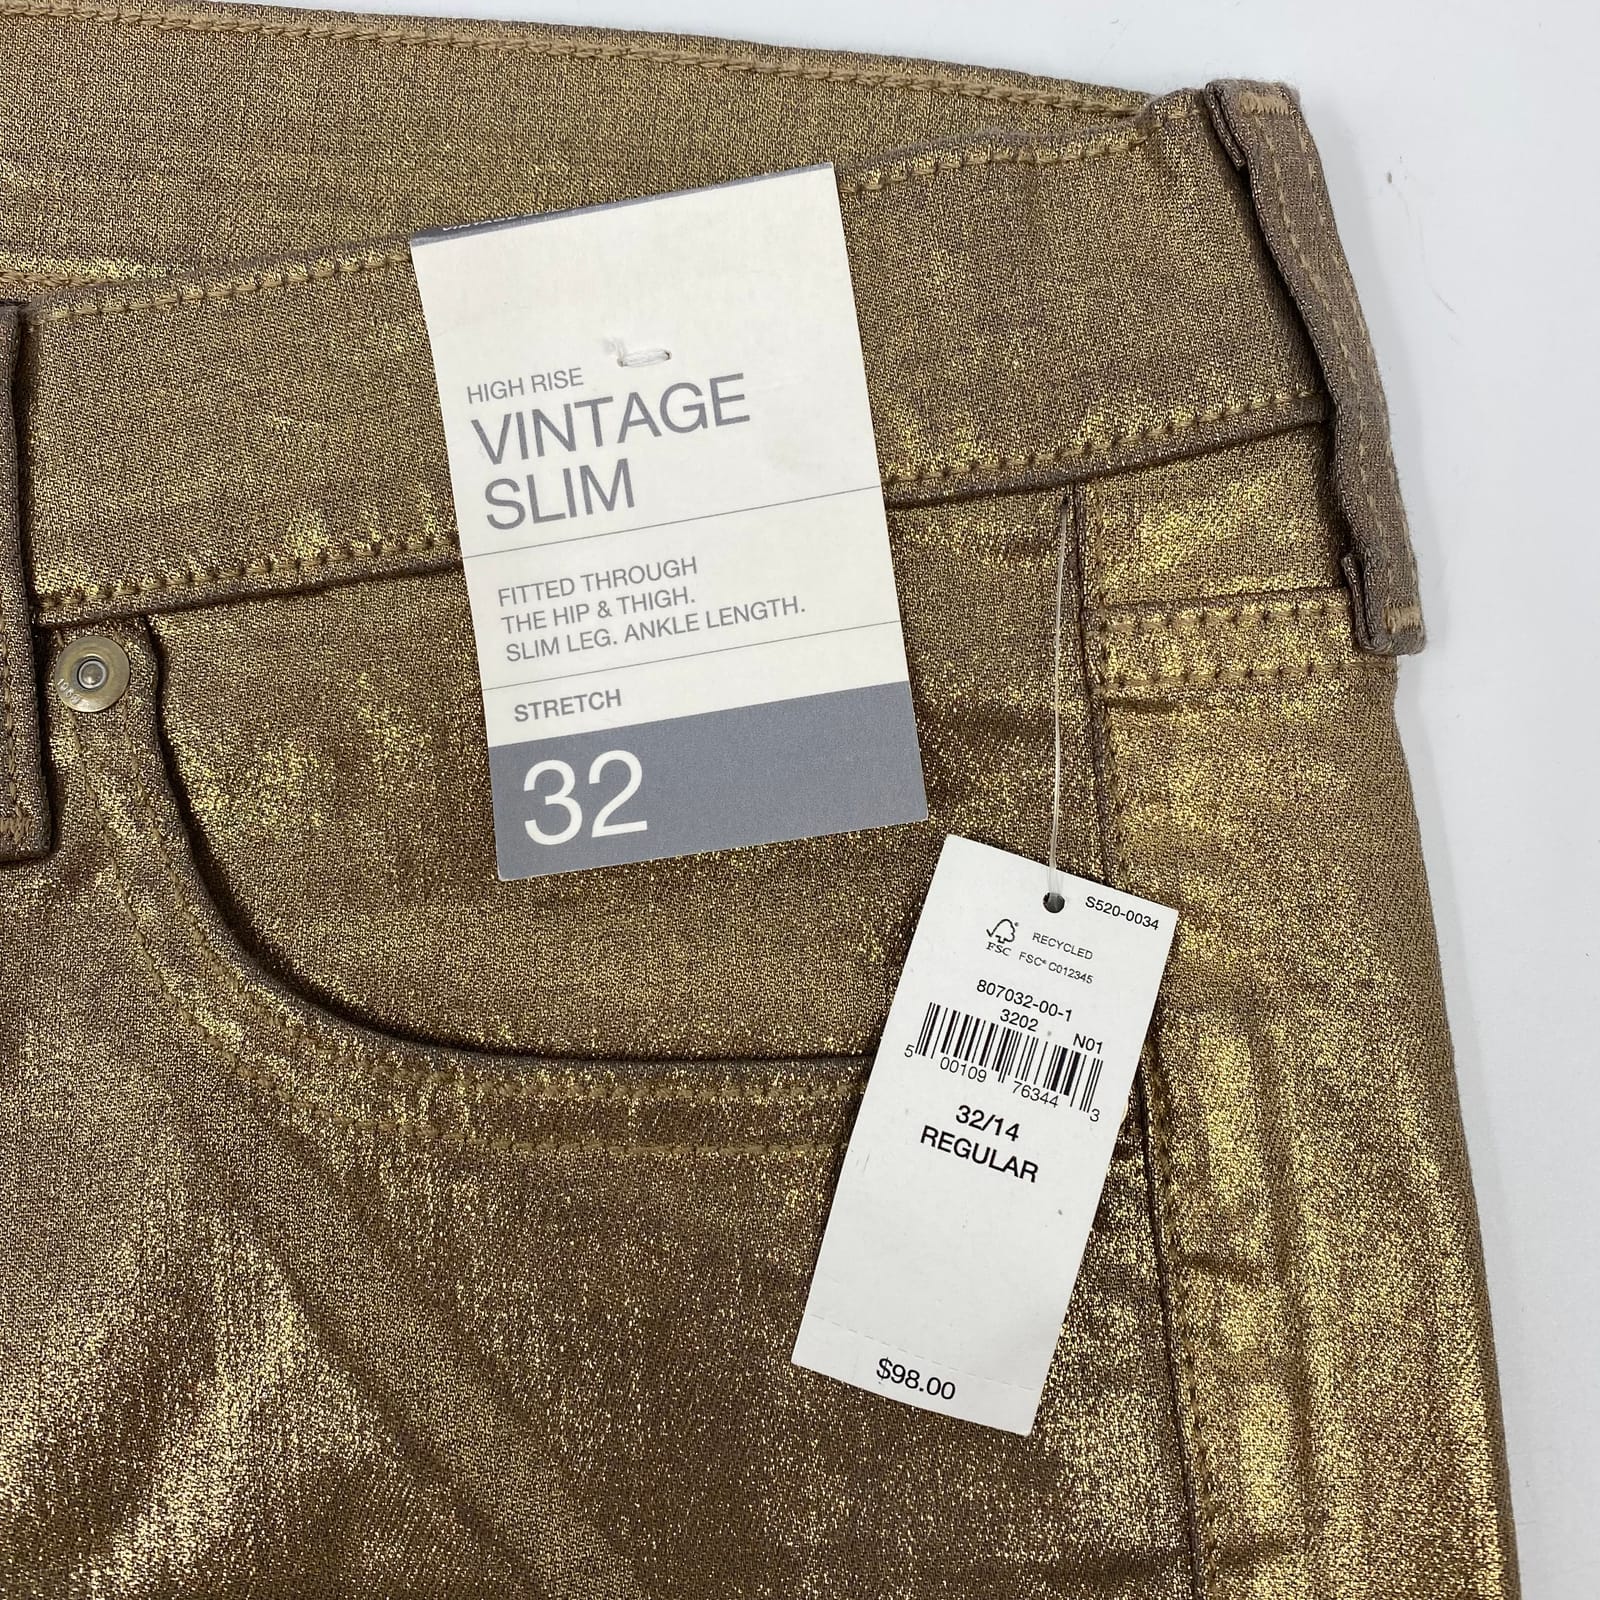 HIGH RISE
VINTAGE
SLIM
FITTED THROUGH
THE HIP & THIGH.
SLIM LEG. ANKLE LENGTH.
STRETCH
32
S520-0034
FSC
RECYCLED
FSC® C012345
807032-00-1
3202
N01
5 00109 76344 3
32/14
REGULAR
$98.00